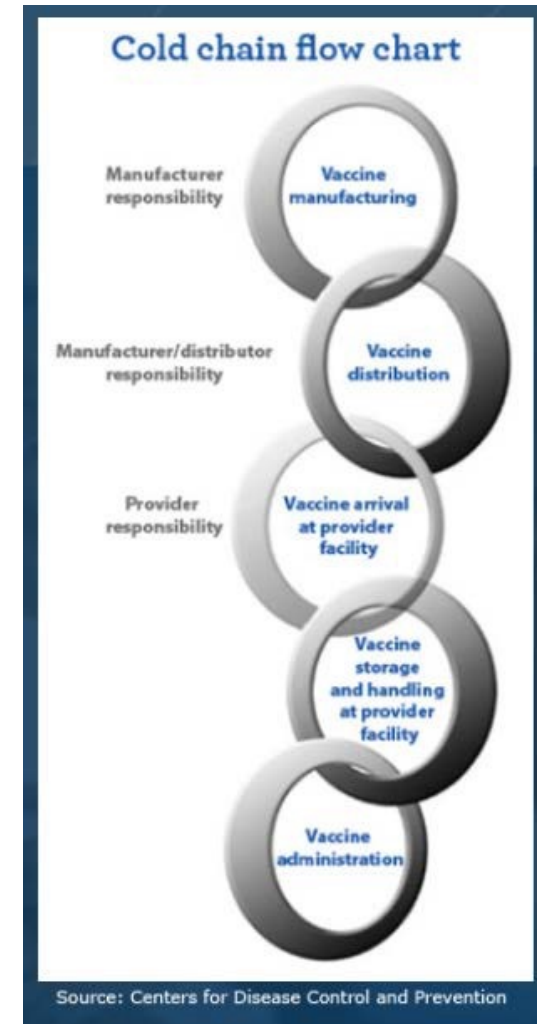 Cold chain flow chart
Manufacturer
responsibility
Vaccine
manufacturing
Manufacturer/distributor
responsibility
Vaccine
distribution
Provider
responsibility
Vaccine arrival
at provider
facility
Vaccine
storage
and handling
at provider
facility
Vaccine
administration
Source: Centers for Disease Control and Prevention